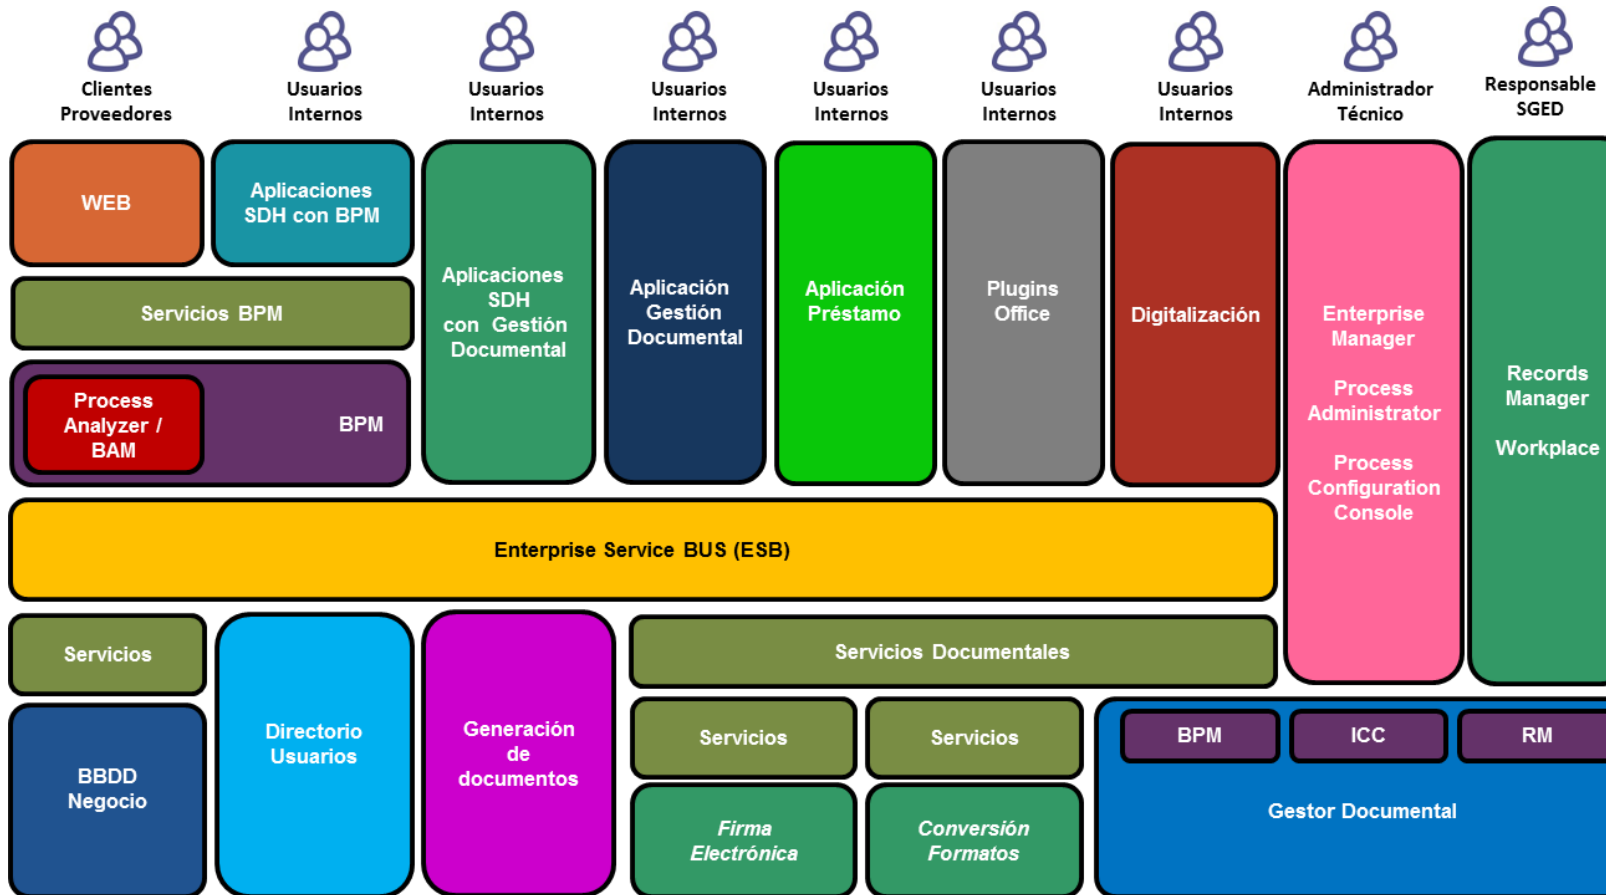 Clientes
Proveedores
Usuarios
Internos
Usuarios
Internos
Usuarios
Internos
Usuarios
Internos
Usuarios
Internos
Usuarios
Internos
Administrador
Técnico
Responsable
SGED
WEB
Aplicaciones
SDH con BPM
Servicios BPM
Process
Analyzer /
BAM
BPM
Aplicaciones
SDH
con Gestión
Documental
Aplicación
Gestión
Documental
Aplicación
Préstamo
Plugins
Office
Digitalización
Enterprise
Manager
Process
Administrator
Process
Configuration
Console
Records
Manager
Workplace
Enterprise Service BUS (ESB)
Servicios
BBDD
Negocio
Directorio
Usuarios
Generación
de
documentos
Servicios Documentales
Servicios
Servicios
Firma
Electrónica
Conversión
Formatos
BPM
ICC
RM
Gestor Documental